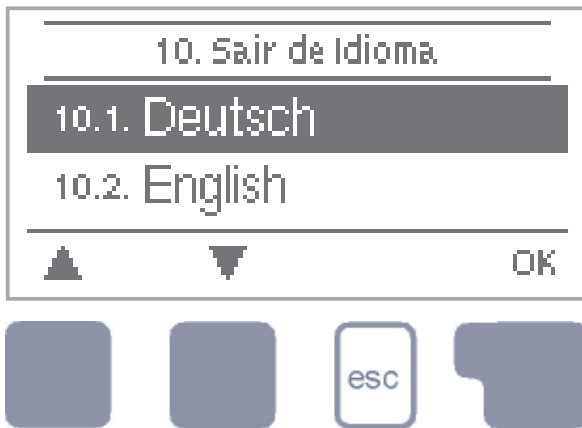 10. Sair de Idioma
10.1. Deutsch
10.2. English
OK
esc